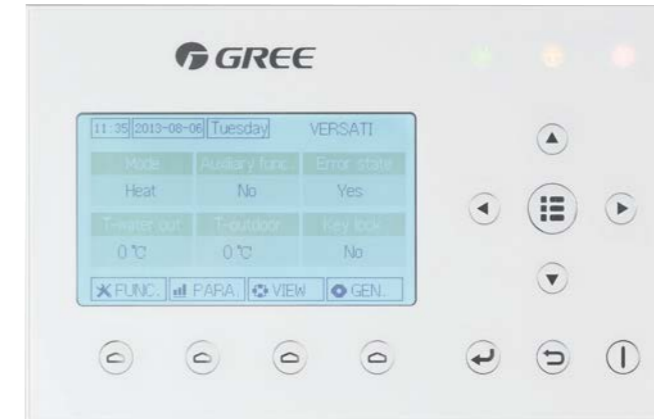 GREE
11:35 2013-08-06 Tuesday VERSATI
Mode Auxiliary func. Error state
Heat No Yes
T-water out T-outdoor Key lock
0℃ 0℃ No
FUNC. PARA. VIEW GEN.